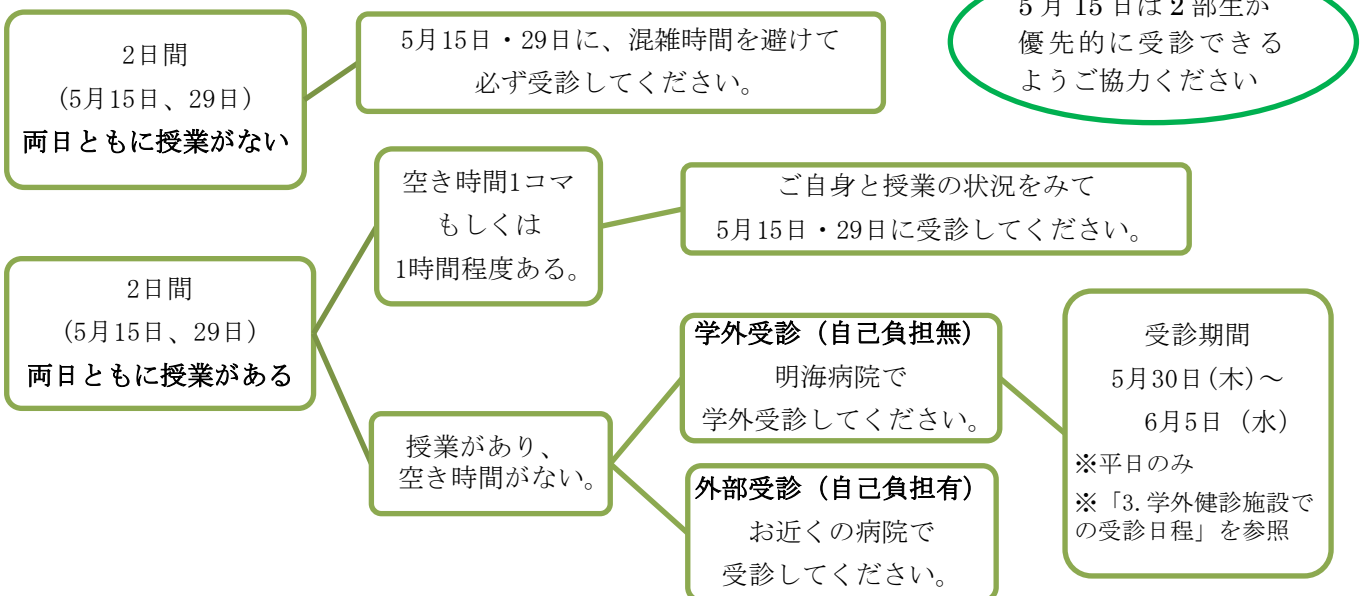 5月15日は2部生が
優先的に受診できる
ようご協力ください
2日間
(5月15日、29日)
両日ともに授業がない
5月15日・29日に、混雑時間を避けて
必ず受診してください。
2日間
(5月15日、29日)
両日ともに授業がある
空き時間1コマ
もしくは
1時間程度ある。
ご自身と授業の状況をみて
5月15日・29日に受診してください。
授業があり、
空き時間がない。
学外受診（自己負担無）
明海病院で
学外受診してください。
受診期間
5月30日(木)～
6月5日（水）
※平日のみ
※「3.学外健診施設で
の受診日程」を参照
外部受診（自己負担有）
お近くの病院で
受診してください。